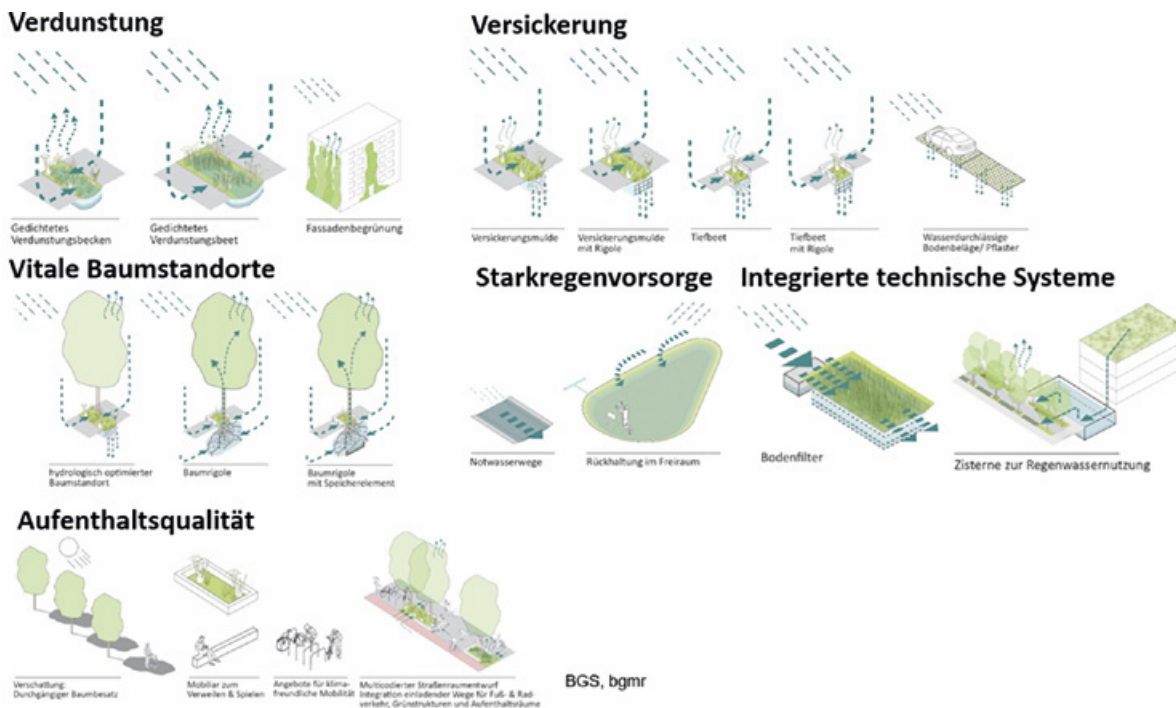 Verdunstung
Gedichtetes
Verdunstungsbecken
Gedichtetes
Verdunstungsbeet
Fassadenbegrünung
Versickerung
Versickerungsmulde
Versickerungsmulde
mit Rigole
Tiefbeet
Tiefbeet
mit Rigole
Wasserdurchlässige
Bodenbeläge/ Pflaster
Vitale Baumstandorte
hydrologisch optimierter
Baumstandort
Baumrigole
Baumrigole
mit Speicherelement
Starkregenvorsorge
Notwasserwege
Rückhaltung im Freiraum
Integrierte technische Systeme
Bodenfilter
Zisterne zur Regenwassernutzung
Aufenthaltsqualität
Verschattung:
Durchgängiger Baumbesatz
Mobiliar zum
Verweilen & Spielen
Angebote für klima-
freundliche Mobilität
Multicodierter Straßenraumentwurf
Integration einladender Wege für Fuß- & Rad-
verkehr, Grünstrukturen und Aufenthaltsräume
BGS, bgmr